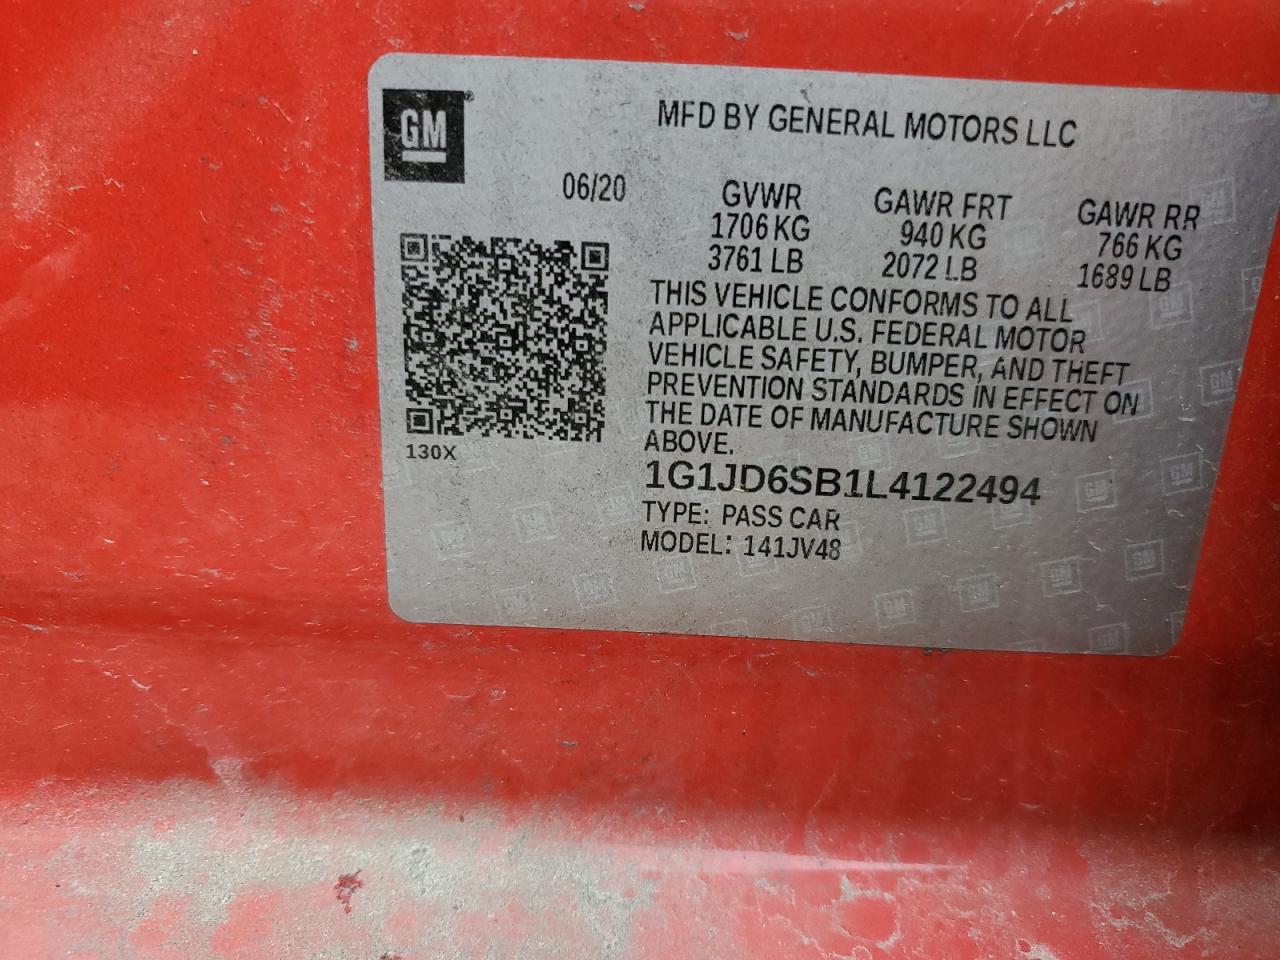 GM
MFD BY GENERAL MOTORS LLC
06/20
GVWR GAWR FRT GAWR RR
1706 KG 940 KG 766 KG
3761 LB 2072 LB 1689 LB
THIS VEHICLE CONFORMS TO ALL
APPLICABLE U.S. FEDERAL MOTOR
VEHICLE SAFETY, BUMPER, AND THEFT
PREVENTION STANDARDS IN EFFECT ON
THE DATE OF MANUFACTURE SHOWN
ABOVE.
130X
1G1JD6SB1L4122494
TYPE: PASS CAR
MODEL: 141JV48